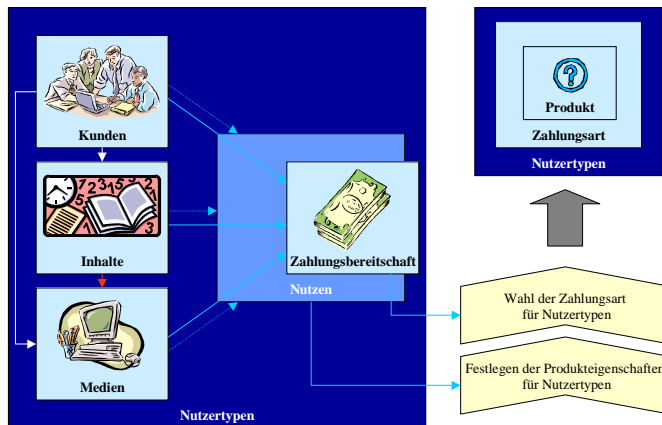 Kunden
Inhalte
Medien
Zahlungsbereitschaft
Nutzen
Nutzertypen
Produkt
Zahlungsart
Nutzertypen
Wahl der Zahlungsart
für Nutzertypen
Festlegen der Produkteigenschaften
für Nutzertypen